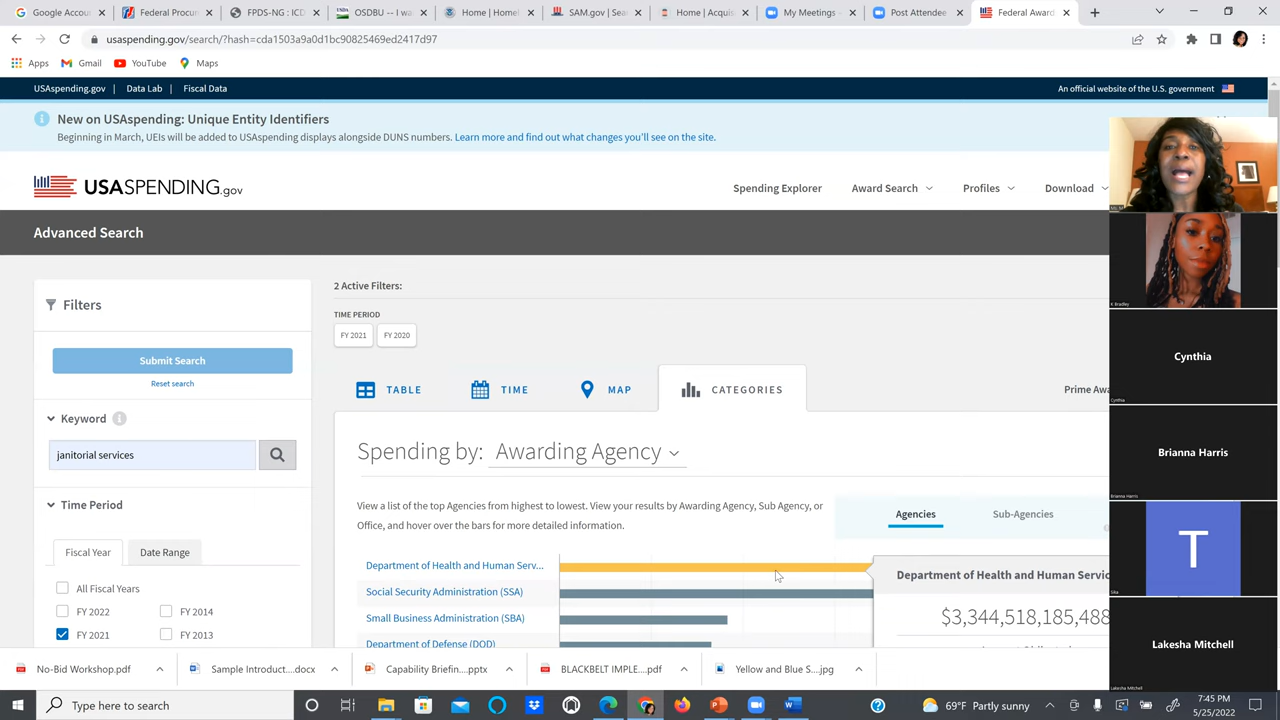 Google Accou
Federal Procu
FPDS-NG : ICD
OSDBU -- I wa
Home | Homel
SAM.gov | Sea
Home | Acquis
My Meetings -
Post Attendee
Federal Award
usaspending.gov/search/?hash=cda1503a9a0d1bc90825469ed2417d97
Apps
Gmail
YouTube
Maps
USAspending.gov | Data Lab | Fiscal Data
An official website of the U.S. government
New on USAspending: Unique Entity Identifiers
Beginning in March, UEIs will be added to USAspending displays alongside DUNS numbers. Learn more and find out what changes you'll see on the site.
USASPENDING.gov
Spending Explorer
Award Search
Profiles
Download
Advanced Search
Filters
Submit Search
Reset search
Keyword
janitorial services
Time Period
Fiscal Year
Date Range
All Fiscal Years
FY 2022
FY 2014
FY 2021
FY 2013
2 Active Filters:
TIME PERIOD
FY 2021
FY 2020
TABLE
TIME
MAP
CATEGORIES
Prime Awa
Spending by: Awarding Agency
View a list of the top Agencies from highest to lowest. View your results by Awarding Agency, Sub Agency, or
Office, and hover over the bars for more detailed information.
Agencies
Sub-Agencies
Department of Health and Human Serv...
Social Security Administration (SSA)
Small Business Administration (SBA)
Department of Defense (DOD)
Department of Health and Human Servic
$3,344,518,185,488
K Bradley
Cynthia
Cynthia
Brianna Harris
Brianna Harris
T
Sika
Lakesha Mitchell
Lakesha Mitchell
No-Bid Workshop.pdf
Sample Introduct....docx
Capability Briefin....pptx
BLACKBELT IMPLE....pdf
Yellow and Blue S....jpg
Type here to search
69°F Partly sunny
7:45 PM
5/25/2022